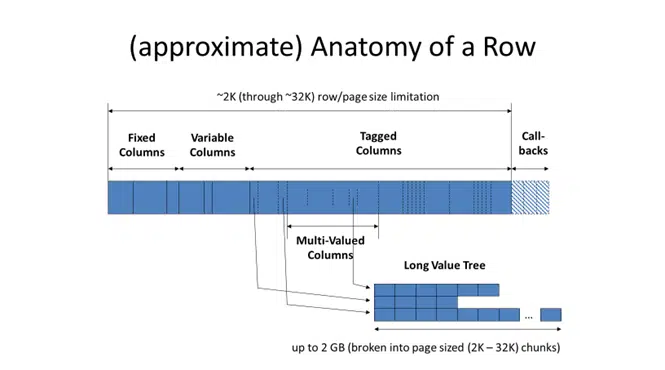 (approximate) Anatomy of a Row
~2K (through ~32K) row/page size limitation
Fixed
Columns
Variable
Columns
Tagged
Columns
Call-
backs
Multi-Valued
Columns
Long Value Tree
...
up to 2 GB (broken into page sized (2K – 32K) chunks)